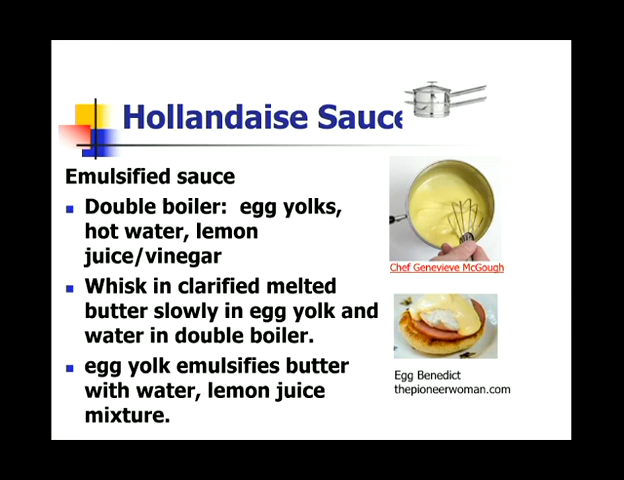 Hollandaise Sauce
Emulsified sauce
Double boiler: egg yolks,
hot water, lemon
juice/vinegar
Whisk in clarified melted
butter slowly in egg yolk and
water in double boiler.
egg yolk emulsifies butter
with water, lemon juice
mixture.
Chef Genevieve McGough
Egg Benedict
thepioneerwoman.com